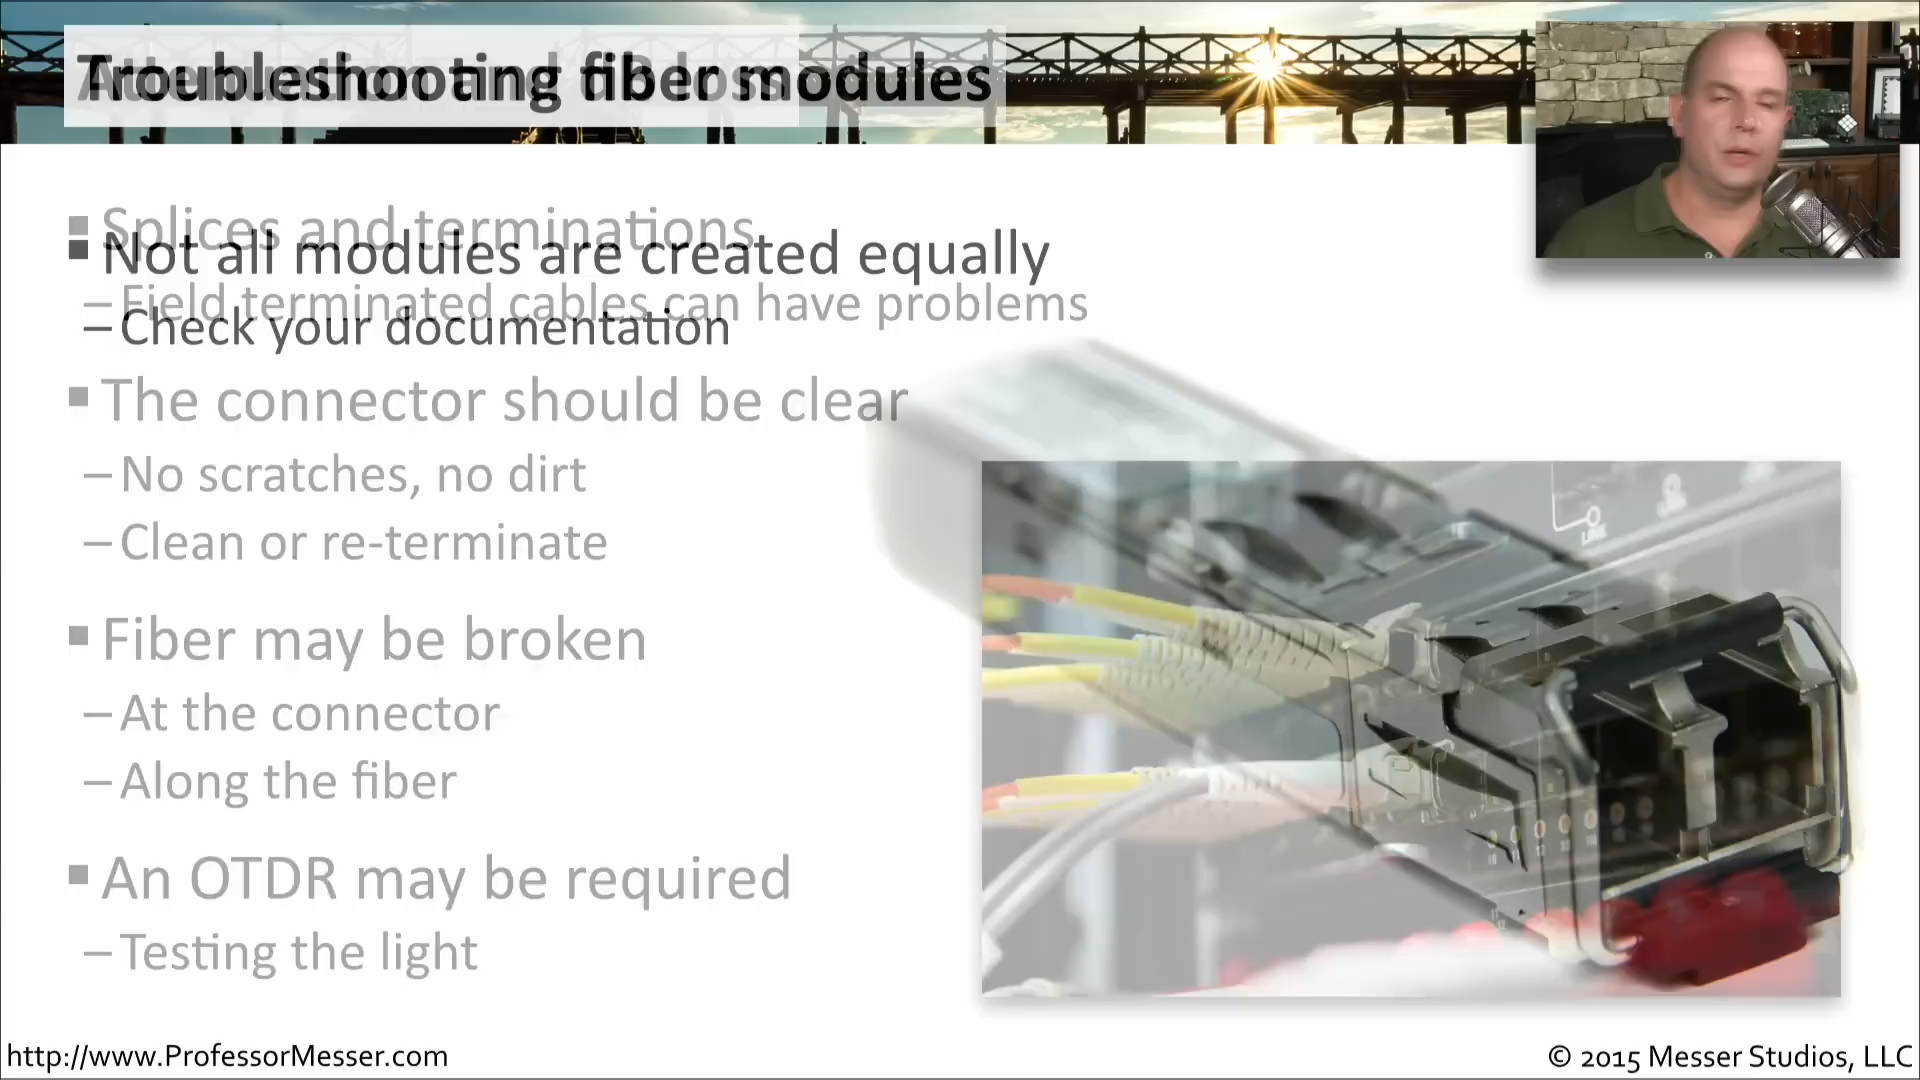 Troubleshooting fiber modules
Splices and terminations
Not all modules are created equally
– Field terminated cables can have problems
– Check your documentation
The connector should be clear
– No scratches, no dirt
– Clean or re-terminate
Fiber may be broken
– At the connector
– Along the fiber
An OTDR may be required
– Testing the light
LINK
http://www.ProfessorMesser.com
© 2015 Messer Studios, LLC